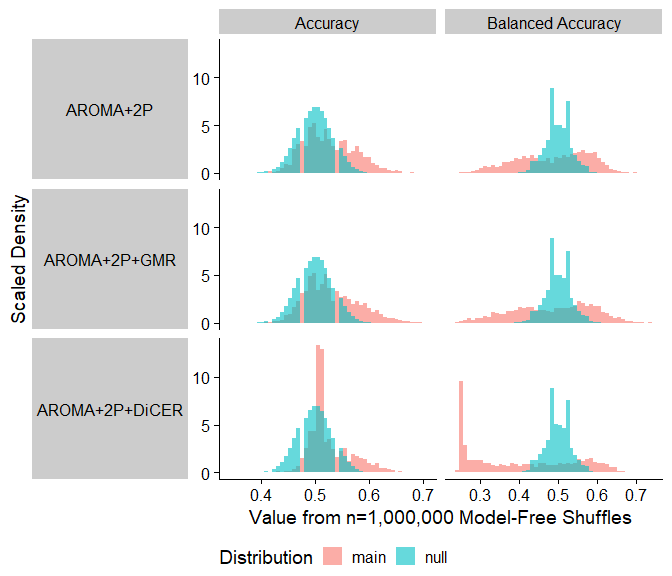 Accuracy Balanced Accuracy
AROMA+2P
10
5
0
AROMA+2P+GMR
10
5
0
AROMA+2P+DiCER
10
5
0
Scaled Density
0.4 0.5 0.6 0.7 0.3 0.4 0.5 0.6 0.7
Value from n=1,000,000 Model-Free Shuffles
Distribution main null